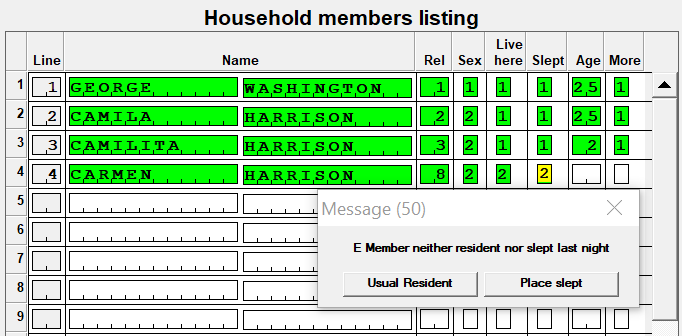 Household members listing
Line Name Rel Sex Live here Slept Age More
1 1 GEORGE WASHINGTON 1 1 1 1 25 1
2 2 CAMILA HARRISON 2 2 1 1 25 1
3 3 CAMILITA HARRISON 3 2 1 1 2 1
4 4 CARMEN HARRISON 8 2 2 2
5
6
7
8
9
Message (50)
E Member neither resident nor slept last night
Usual Resident Place slept